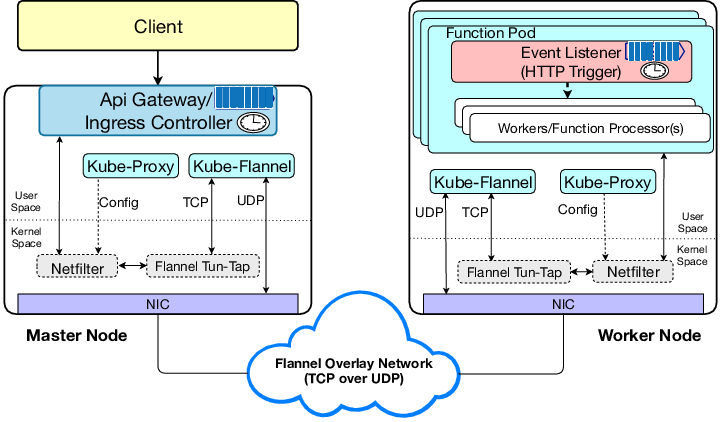 Client
Api Gateway/
Ingress Controller
Kube-Proxy
Kube-Flannel
Config
TCP
UDP
User
Space
Kernel
Space
Netfilter
Flannel Tun-Tap
NIC
Master Node
Function Pod
Event Listener
(HTTP Trigger)
Workers/Function Processor(s)
Kube-Flannel
Kube-Proxy
UDP
TCP
Config
User
Space
Kernel
Space
Flannel Tun-Tap
Netfilter
NIC
Worker Node
Flannel Overlay Network
(TCP over UDP)